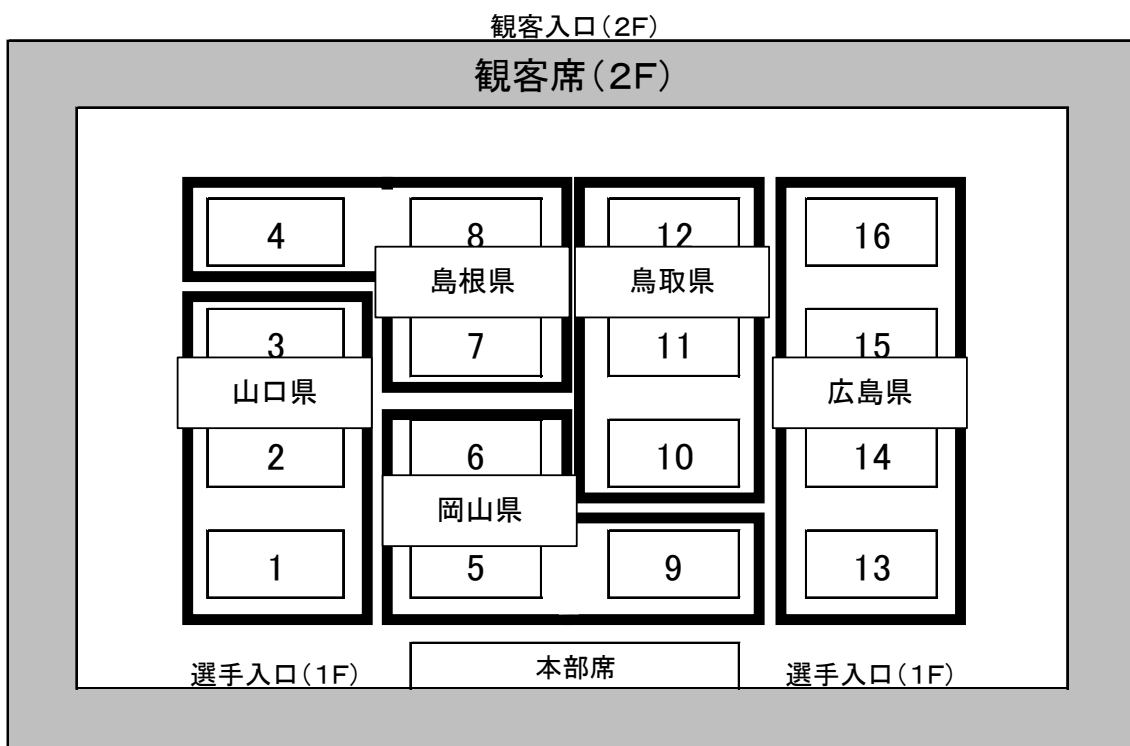 観客入口(2F)
観客席(2F)
4 8 12 16
島根県 鳥取県
3 7 11 15
山口県 広島県
2 6 10 14
岡山県
1 5 9 13
選手入口(1F) 本部席 選手入口(1F)